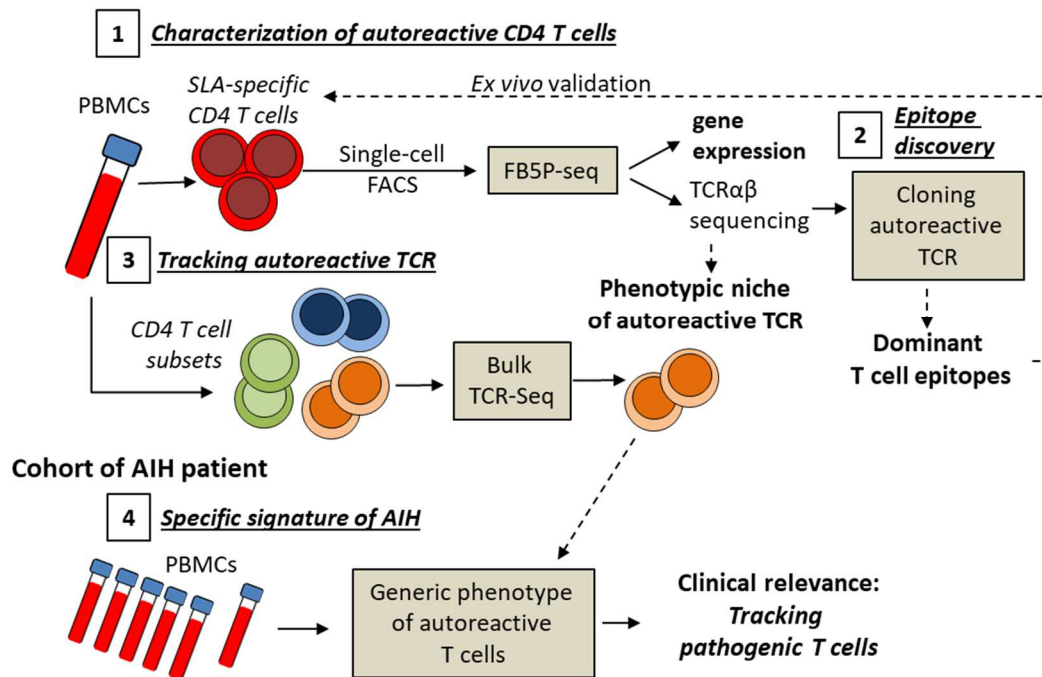 1
Characterization of autoreactive CD4 T cells
PBMCs
SLA-specific
CD4 T cells
Ex vivo validation
Single-cell
FACS
FB5P-seq
gene
expression
TCRαβ
sequencing
2
Epitope
discovery
Cloning
autoreactive
TCR
Dominant
T cell epitopes
3
Tracking autoreactive TCR
Phenotypic niche
of autoreactive TCR
CD4 T cell
subsets
Bulk
TCR-Seq
Cohort of AIH patient
4
Specific signature of AIH
PBMCs
Generic phenotype
of autoreactive
T cells
Clinical relevance:
Tracking
pathogenic T cells